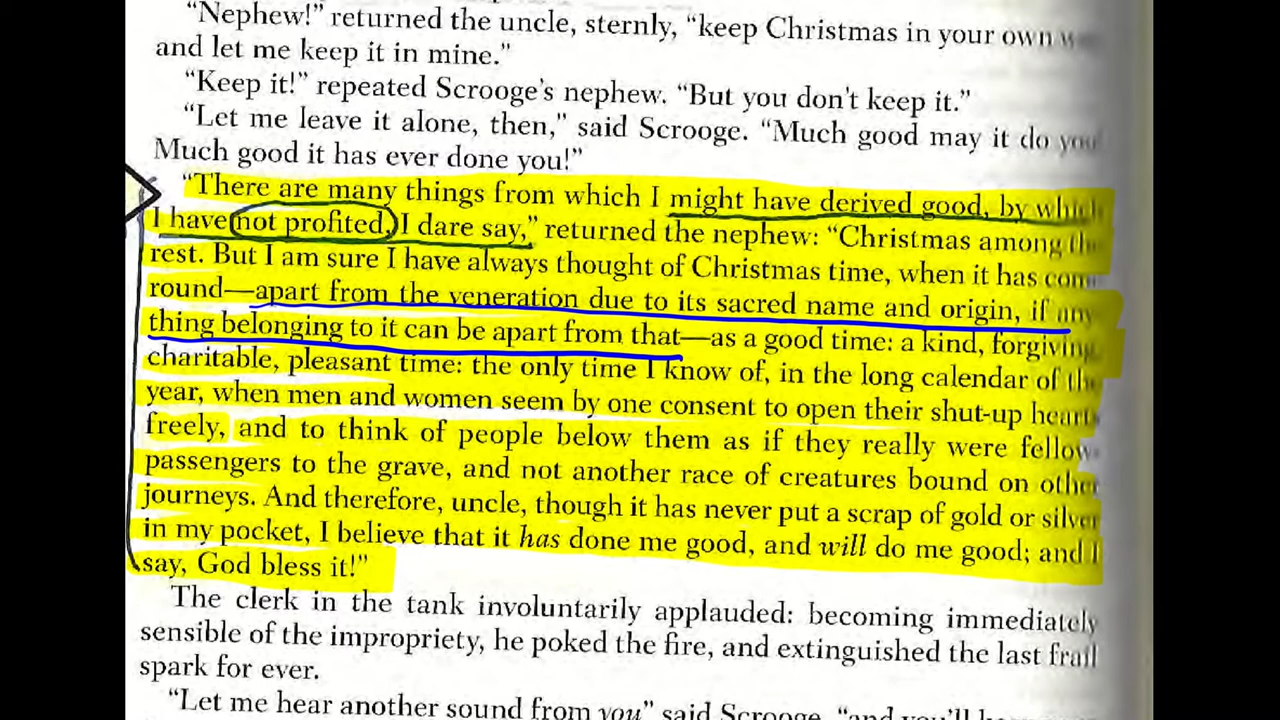 “Nephew!” returned the uncle, sternly, “keep Christmas in your own
and let me keep it in mine.”
“Keep it!” repeated Scrooge’s nephew. “But you don’t keep it.”
“Let me leave it alone, then,” said Scrooge. “Much good may it do you!
Much good it has ever done you!”
“There are many things from which I might have derived good, by which
I have not profited, I dare say,” returned the nephew: “Christmas among the
rest. But I am sure I have always thought of Christmas time, when it has come
round—apart from the veneration due to its sacred name and origin, if any
thing belonging to it can be apart from that—as a good time: a kind, forgiving,
charitable, pleasant time: the only time I know of, in the long calendar of the
year, when men and women seem by one consent to open their shut-up hearts
freely, and to think of people below them as if they really were fellow-
passengers to the grave, and not another race of creatures bound on other
journeys. And therefore, uncle, though it has never put a scrap of gold or silver
in my pocket, I believe that it has done me good, and will do me good; and I
say, God bless it!”
The clerk in the tank involuntarily applauded: becoming immediately
sensible of the impropriety, he poked the fire, and extinguished the last frail
spark for ever.
“Let me hear another sound from you” said Scrooge, “and you’ll